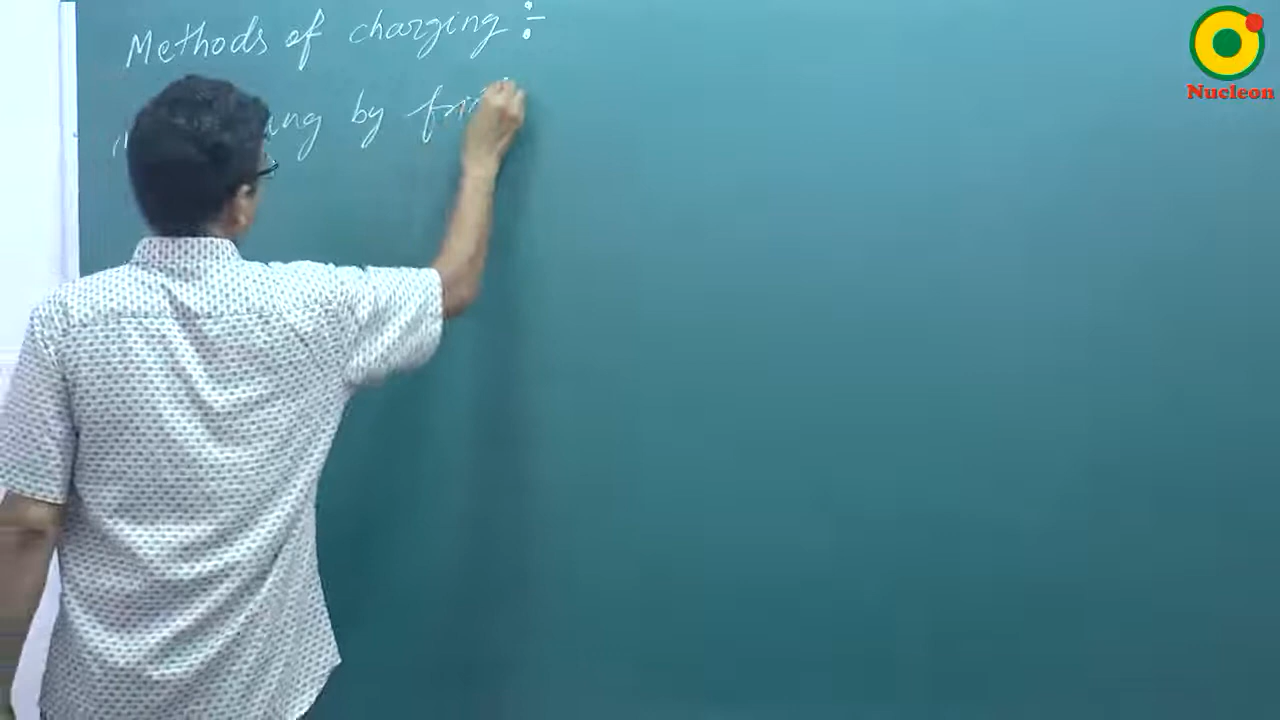 Methods of charging :-
by
Nucleon